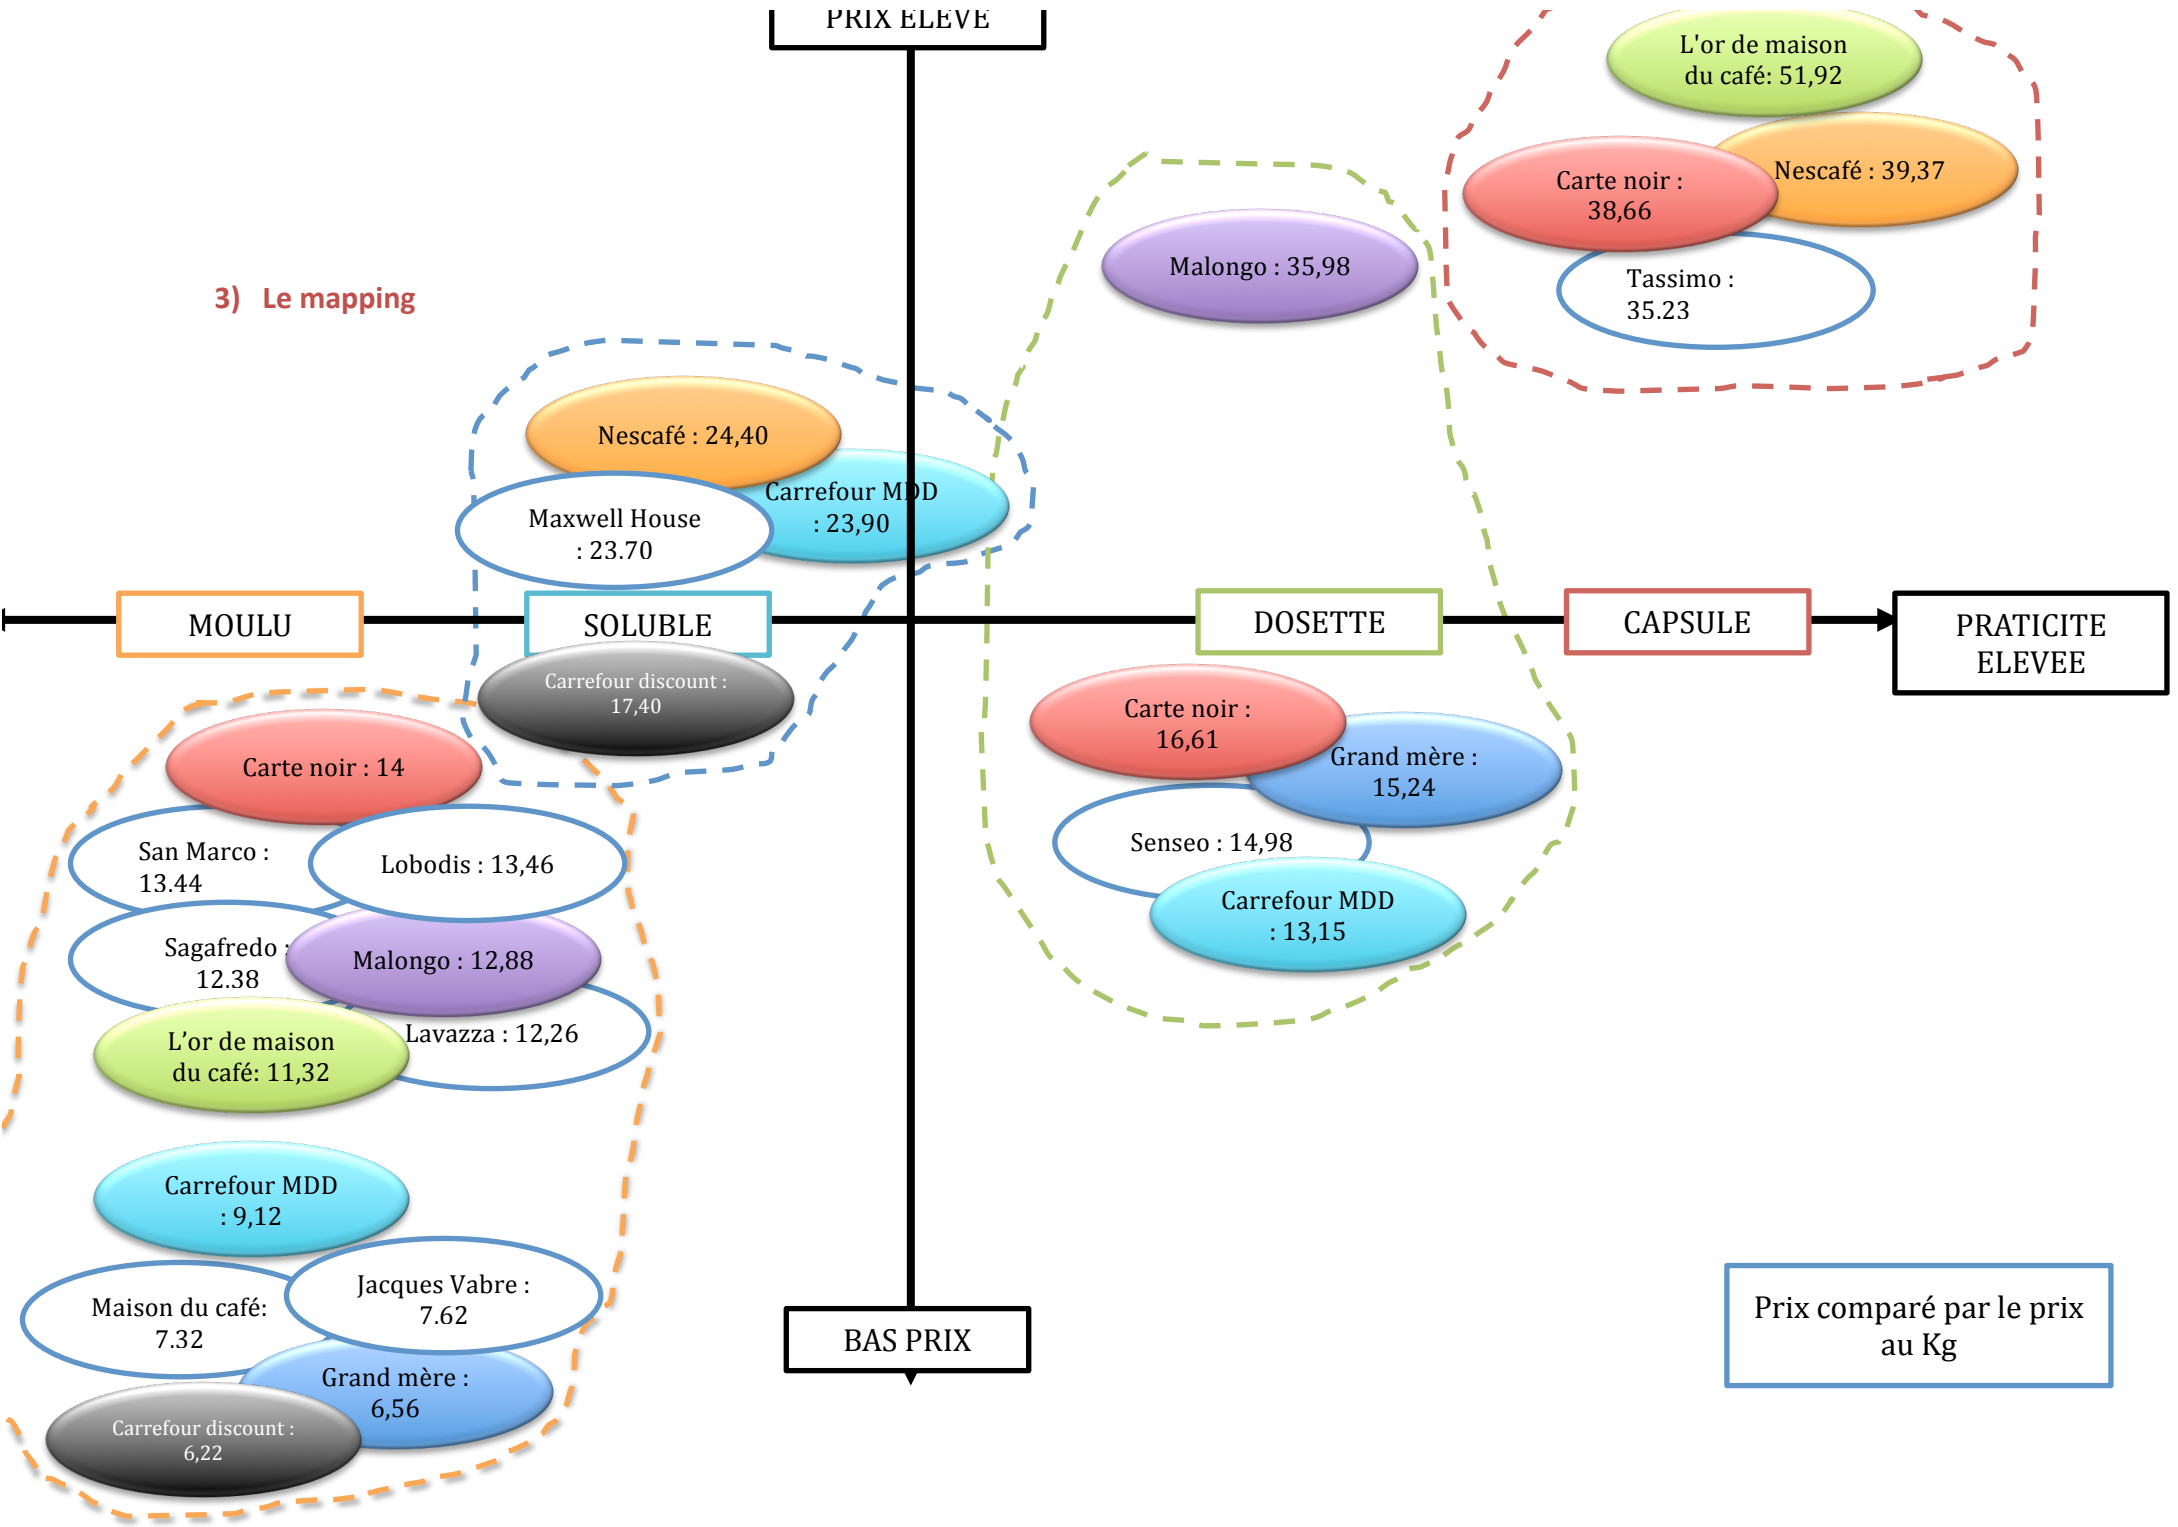 PRIX ELEVE
L'or de maison
du café: 51,92
Nescafé : 39,37
Carte noir :
38,66
Tassimo :
35.23
Malongo : 35,98
3) Le mapping
Nescafé : 24,40
Carrefour MDD
: 23,90
Maxwell House
: 23.70
MOULU
SOLUBLE
DOSETTE
CAPSULE
PRATICITE
ELEVEE
Carrefour discount :
17,40
Carte noir :
16,61
Grand mère :
15,24
Senseo : 14,98
Carrefour MDD
: 13,15
Carte noir : 14
San Marco :
13.44
Lobodis : 13,46
Sagafredo :
12.38
Malongo : 12,88
L’or de maison
du café: 11,32
Lavazza : 12,26
Carrefour MDD
: 9,12
Maison du café:
7.32
Jacques Vabre :
7.62
Grand mère :
6,56
Carrefour discount :
6,22
BAS PRIX
Prix comparé par le prix
au Kg